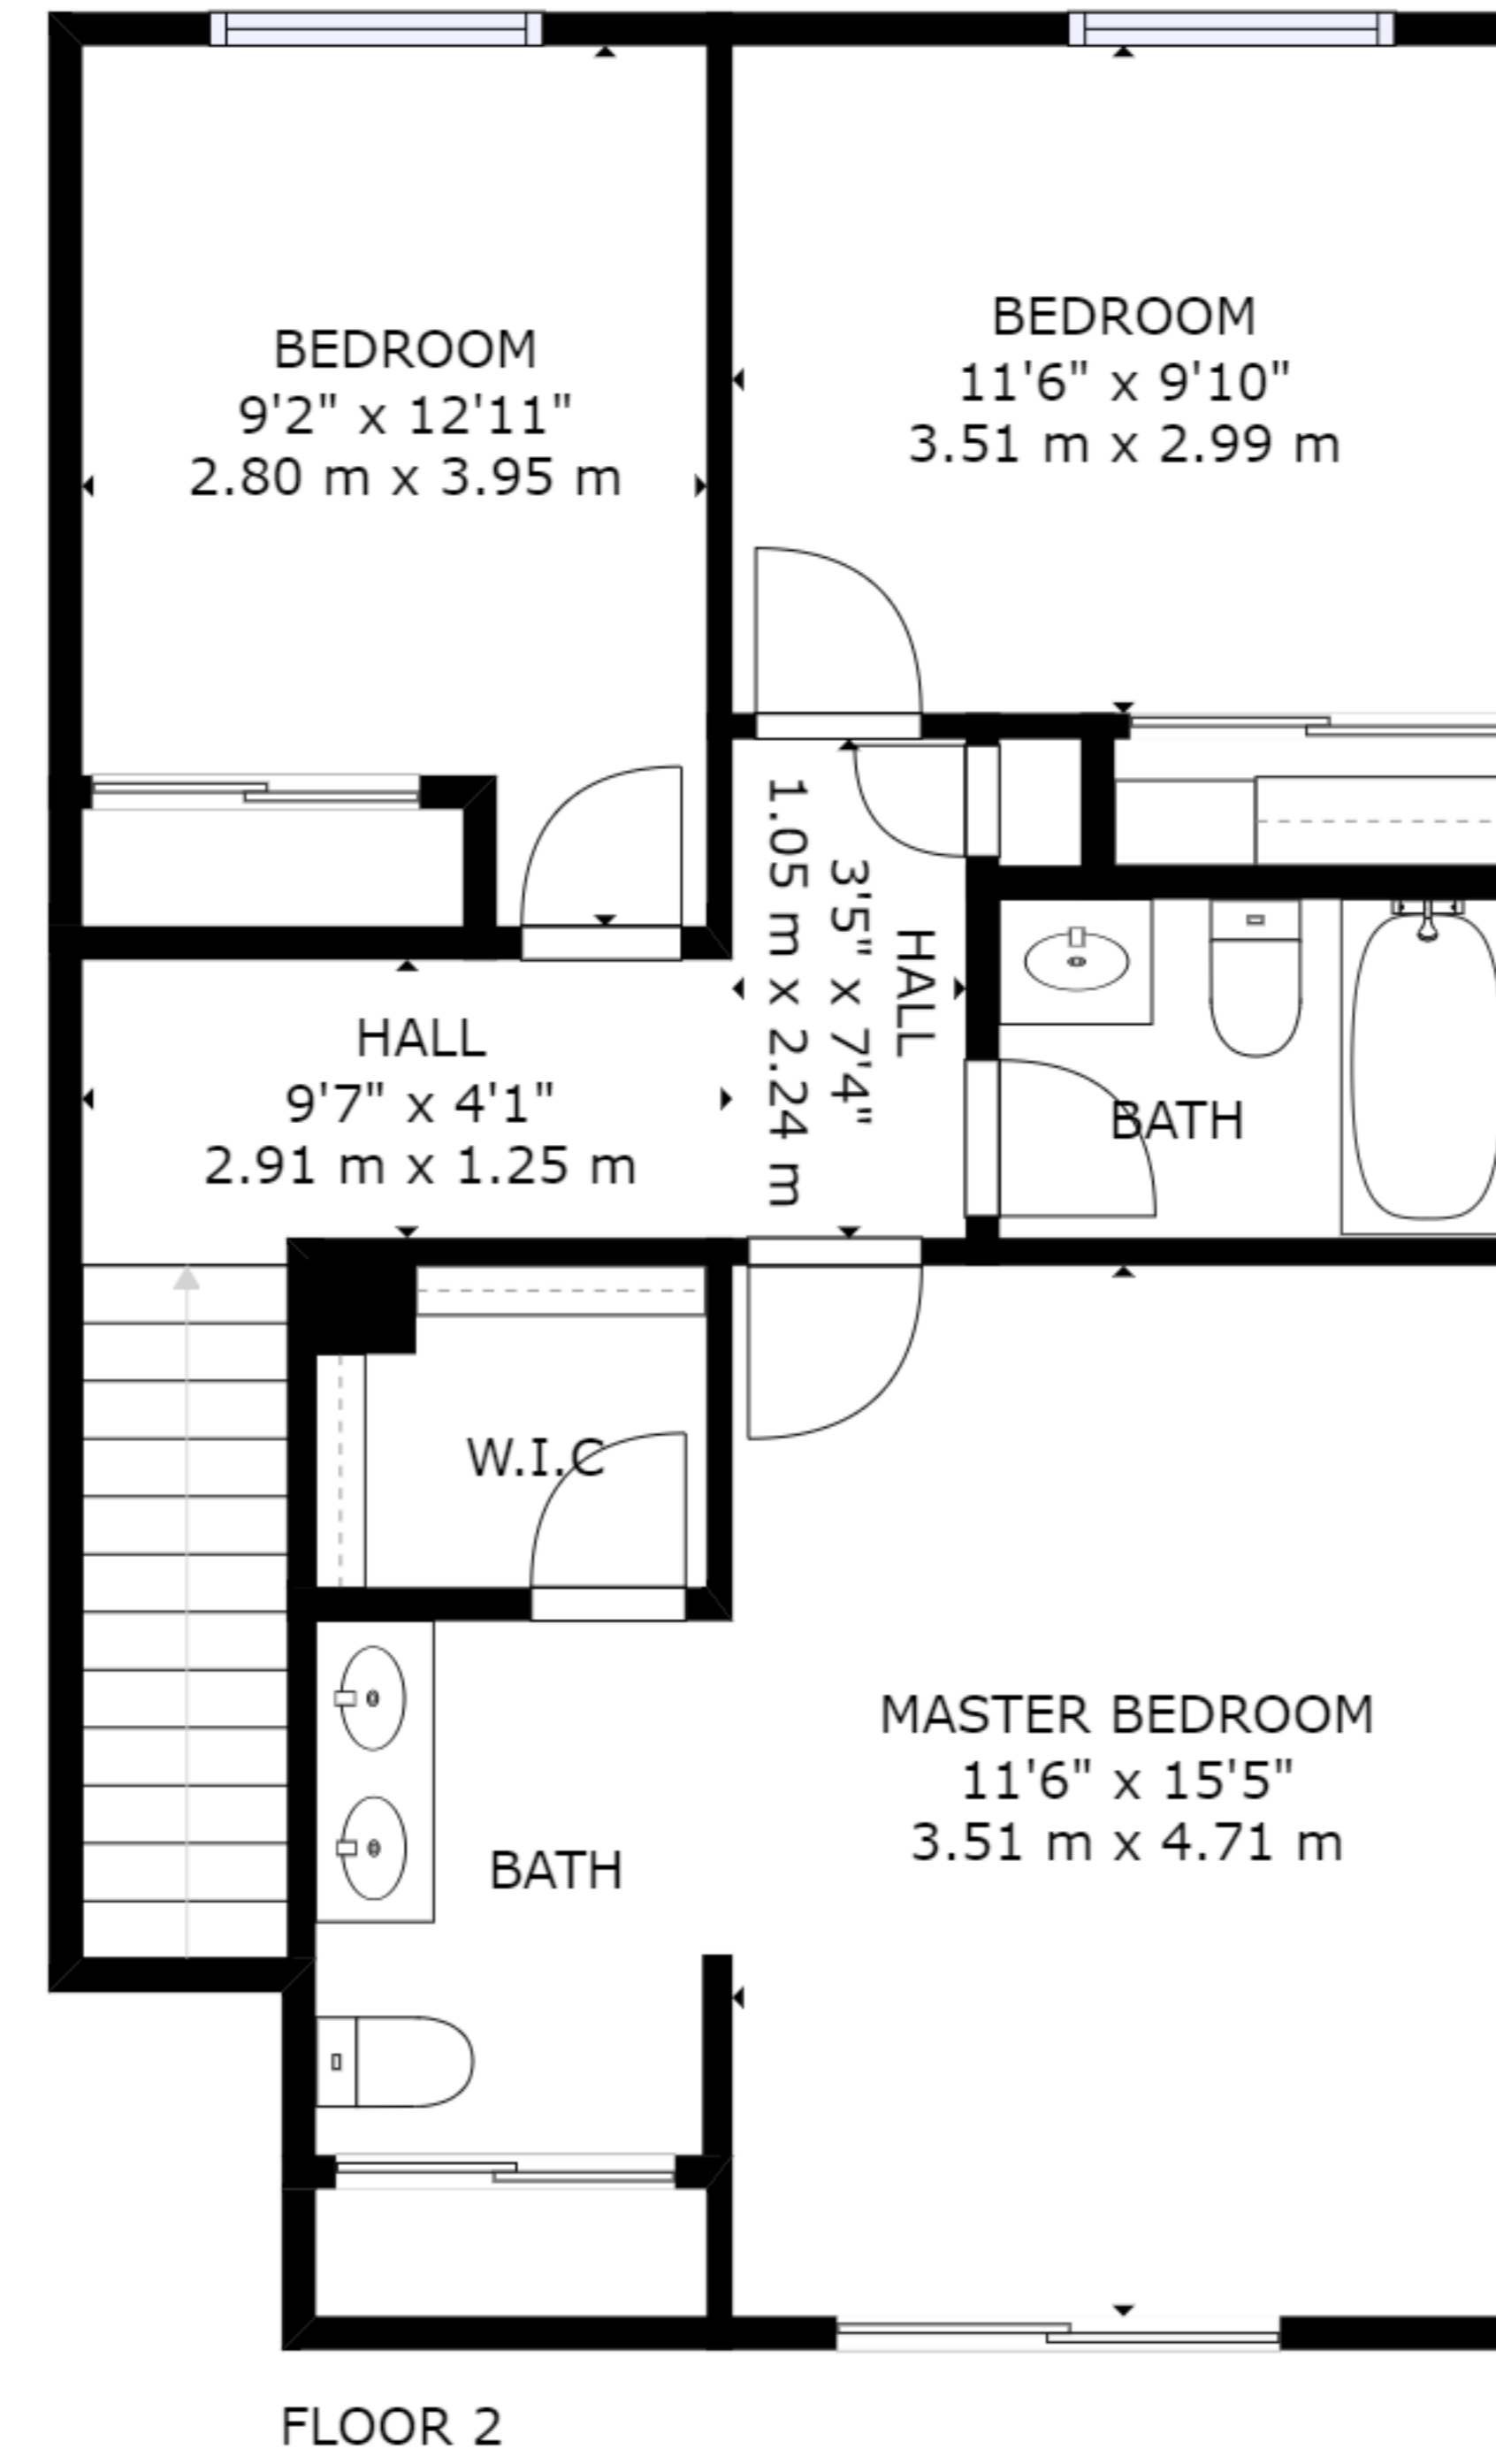 BEDROOM
9'2" x 12'11"
2.80 m x 3.95 m
BEDROOM
11'6" x 9'10"
3.51 m x 2.99 m
HALL
9'7" x 4'1"
2.91 m x 1.25 m
HALL
3'5" x 7'4"
1.05 m x 2.24 m
BATH
W.I.C
MASTER BEDROOM
11'6" x 15'5"
3.51 m x 4.71 m
BATH
FLOOR 2